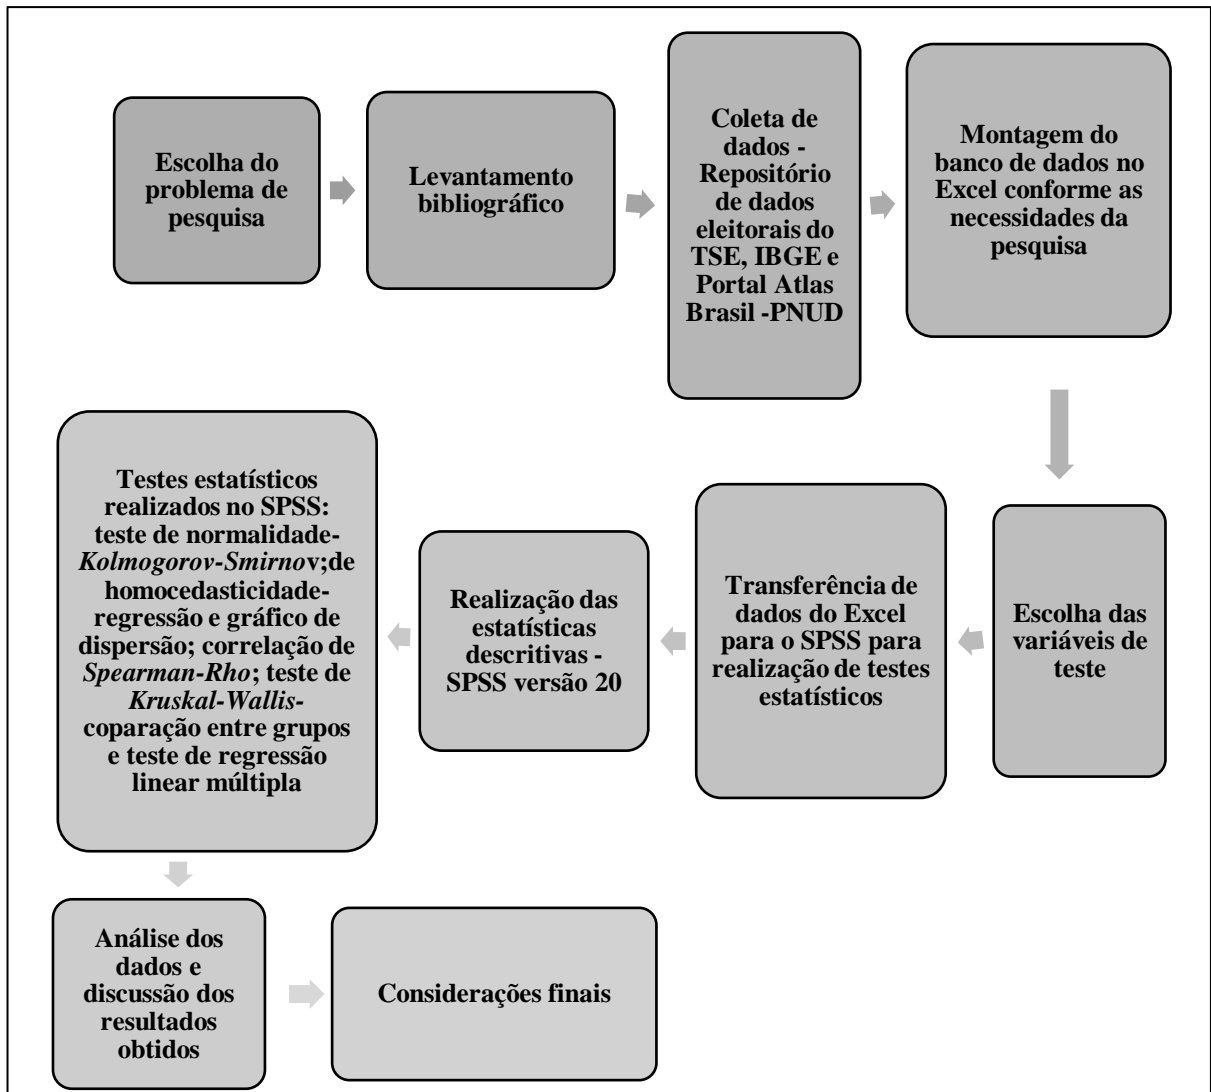 Escolha do
problema de
pesquisa
Levantamento
bibliográfico
Coleta de
dados -
Repositório
de dados
eleitorais do
TSE, IBGE e
Portal Atlas
Brasil -PNUD
Montagem do
banco de dados no
Excel conforme as
necessidades da
pesquisa
Escolha das
variáveis de
teste
Transferência de
dados do Excel
para o SPSS para
realização de testes
estatísticos
Realização das
estatísticas
descritivas -
SPSS versão 20
Testes estatísticos
realizados no SPSS:
teste de normalidade-
Kolmogorov-Smirnov;de
homocedasticidade-
regressão e gráfico de
dispersão; correlação de
Spearman-Rho; teste de
Kruskal-Wallis-
coparação entre grupos
e teste de regressão
linear múltipla
Análise dos
dados e
discussão dos
resultados
obtidos
Considerações finais